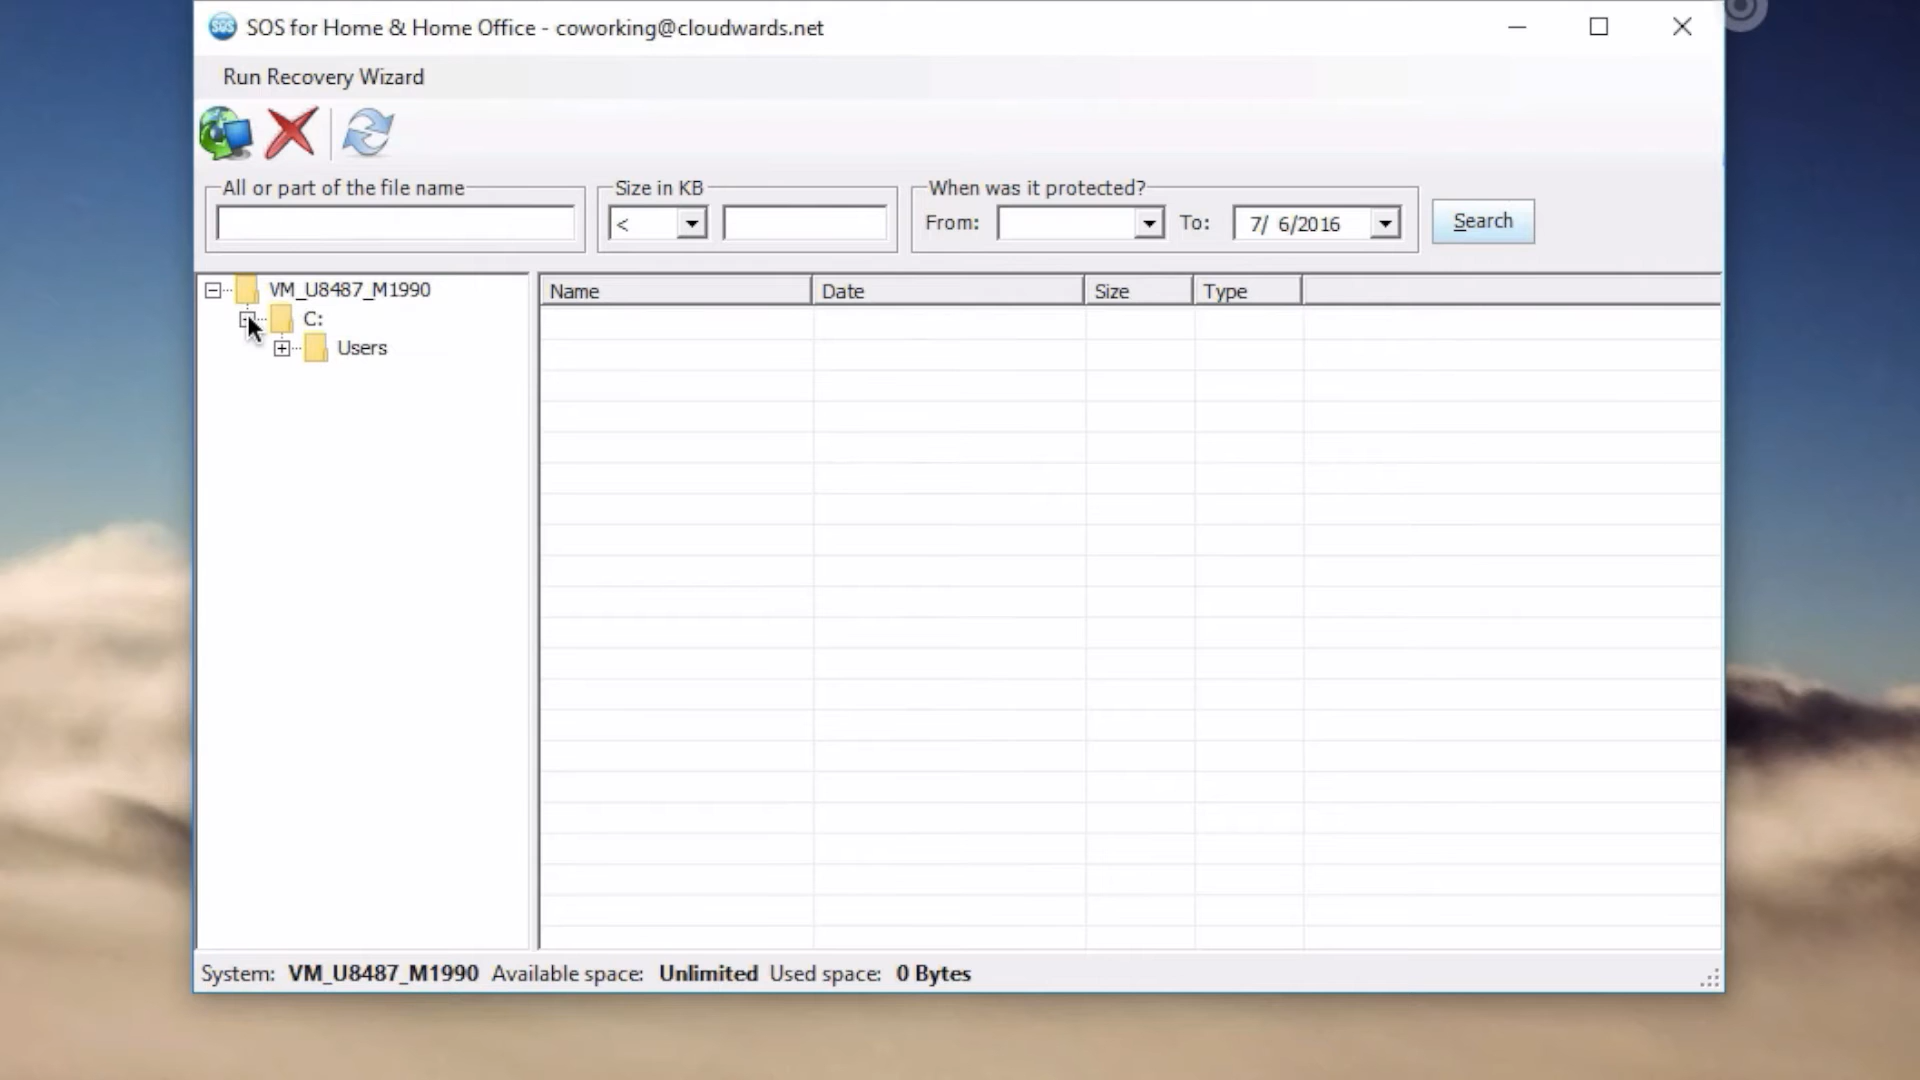 SOS for Home & Home Office - coworking@cloudwards.net
Run Recovery Wizard
All or part of the file name
Size in KB
When was it protected?
<
From:
To:
7/ 6/2016
Search
VM_U8487_M1990
C:
Users
Name
Date
Size
Type
System: VM_U8487_M1990 Available space: Unlimited Used space: 0 Bytes